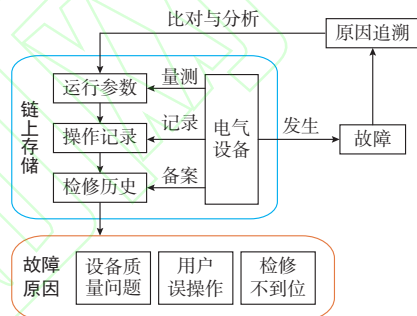 比对与分析
原因追溯
运行参数
量测
链上存储
操作记录
记录
电气
设备
发生
故障
检修历史
备案
故障
原因
设备质
量问题
用户
误操作
检修
不到位